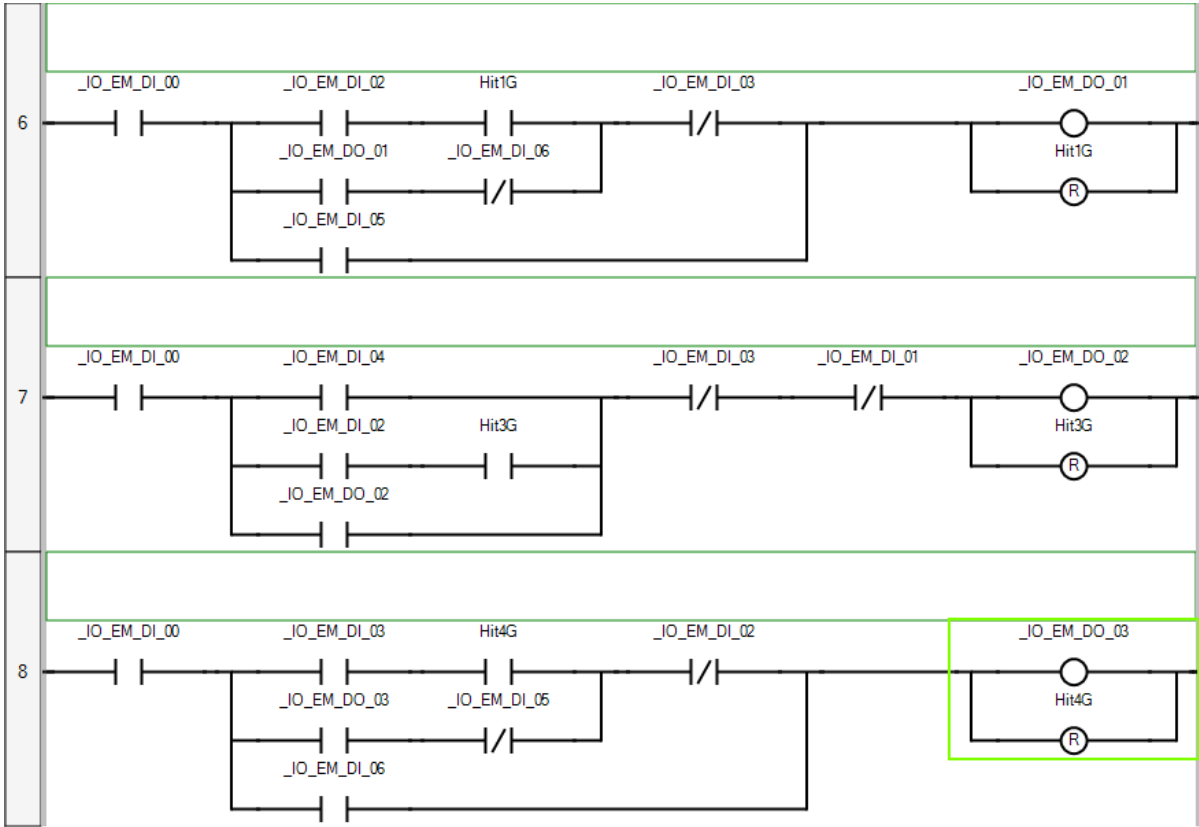 _IO_EM_DI_00 _IO_EM_DI_02 Hit1G _IO_EM_DI_03 _IO_EM_DO_01
6
_IO_EM_DO_01 _IO_EM_DI_06 Hit1G
R
_IO_EM_DI_05
_IO_EM_DI_00 _IO_EM_DI_04 _IO_EM_DI_03 _IO_EM_DI_01 _IO_EM_DO_02
7
_IO_EM_DI_02 Hit3G Hit3G
R
_IO_EM_DO_02
_IO_EM_DI_00 _IO_EM_DI_03 Hit4G _IO_EM_DI_02 _IO_EM_DO_03
8
_IO_EM_DO_03 _IO_EM_DI_05 Hit4G
R
_IO_EM_DI_06